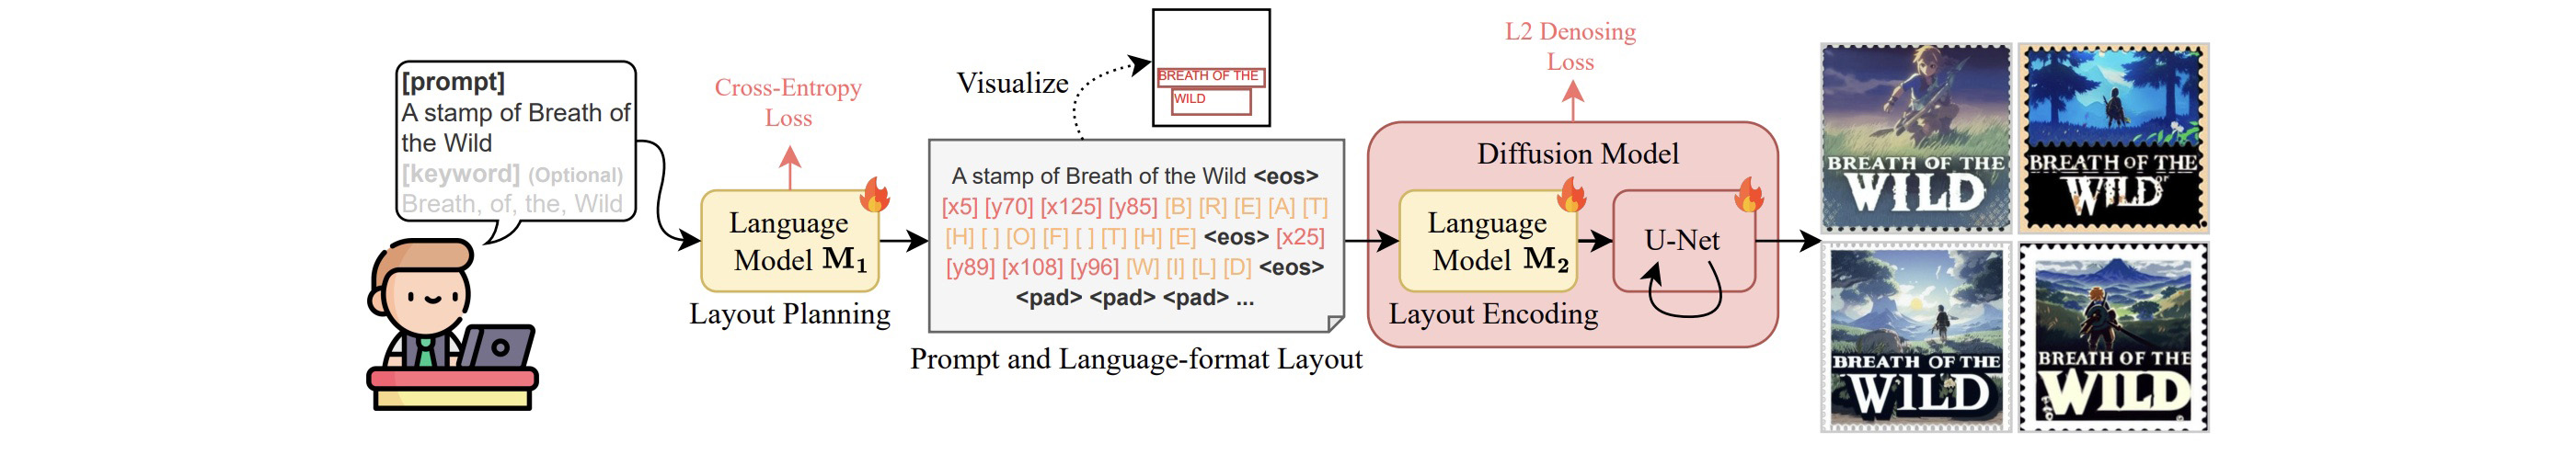 [prompt]
A stamp of Breath of
the Wild
[keyword] (Optional)
Breath, of, the, Wild
Cross-Entropy
Loss
Language
Model M1
Layout Planning
Visualize
BREATH OF THE
WILD
A stamp of Breath of the Wild <eos>
[x5] [y70] [x125] [y85] [B] [R] [E] [A] [T]
[H] [ ] [O] [F] [ ] [T] [H] [E] <eos> [x25]
[y89] [x108] [y96] [W] [I] [L] [D] <eos>
<pad> <pad> <pad> ...
Prompt and Language-format Layout
L2 Denosing
Loss
Diffusion Model
Language
Model M2
Layout Encoding
U-Net
BREATH OF THE
WILD
BREATH OF THE
WILD
BREATH OF THE
WILD
BREATH OF THE
WILD